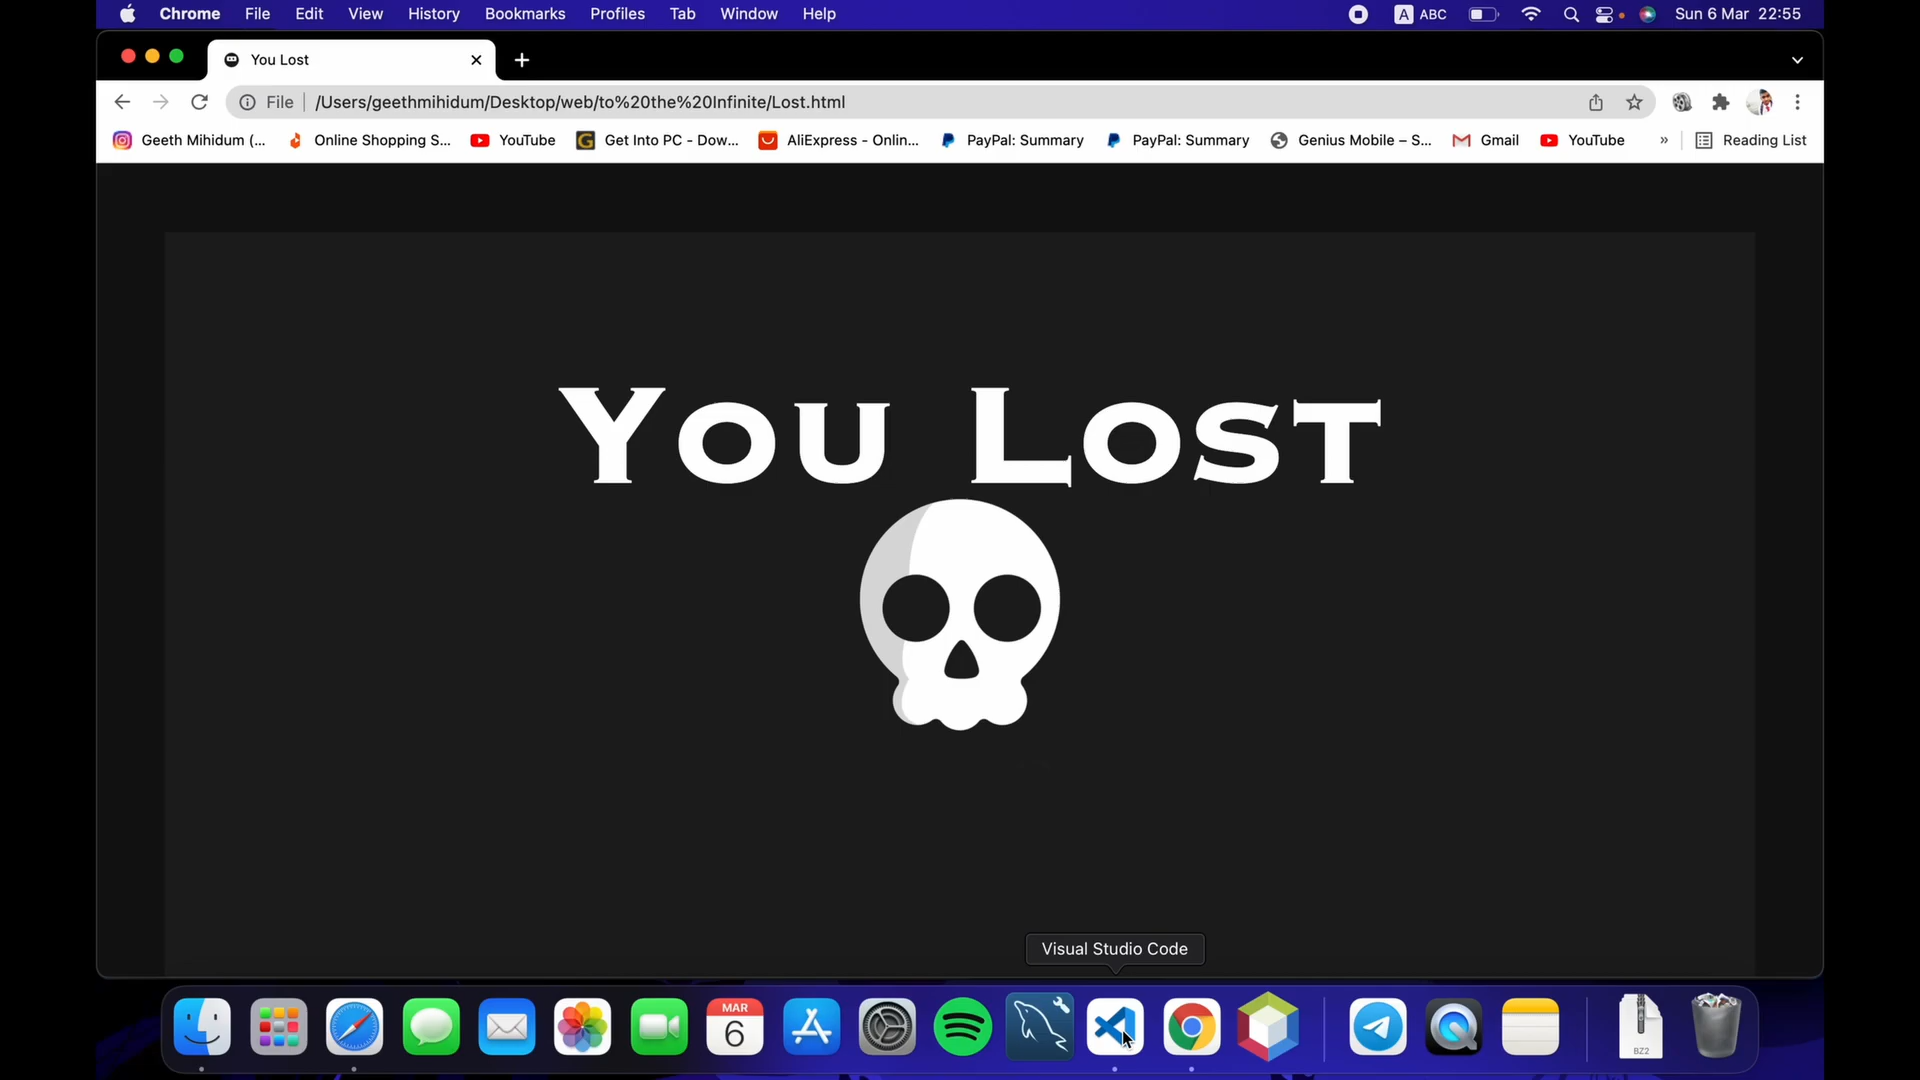 Chrome File Edit View History Bookmarks Profiles Tab Window Help A ABC Sun 6 Mar 22:55
You Lost
File /Users/geethmihidum/Desktop/web/to%20the%20Infinite/Lost.html
Geeth Mihidum (... Online Shopping S... YouTube Get Into PC - Dow... AliExpress - Onlin... PayPal: Summary PayPal: Summary Genius Mobile – S... Gmail YouTube » Reading List
You Lost
Visual Studio Code
MAR
6
BZ2